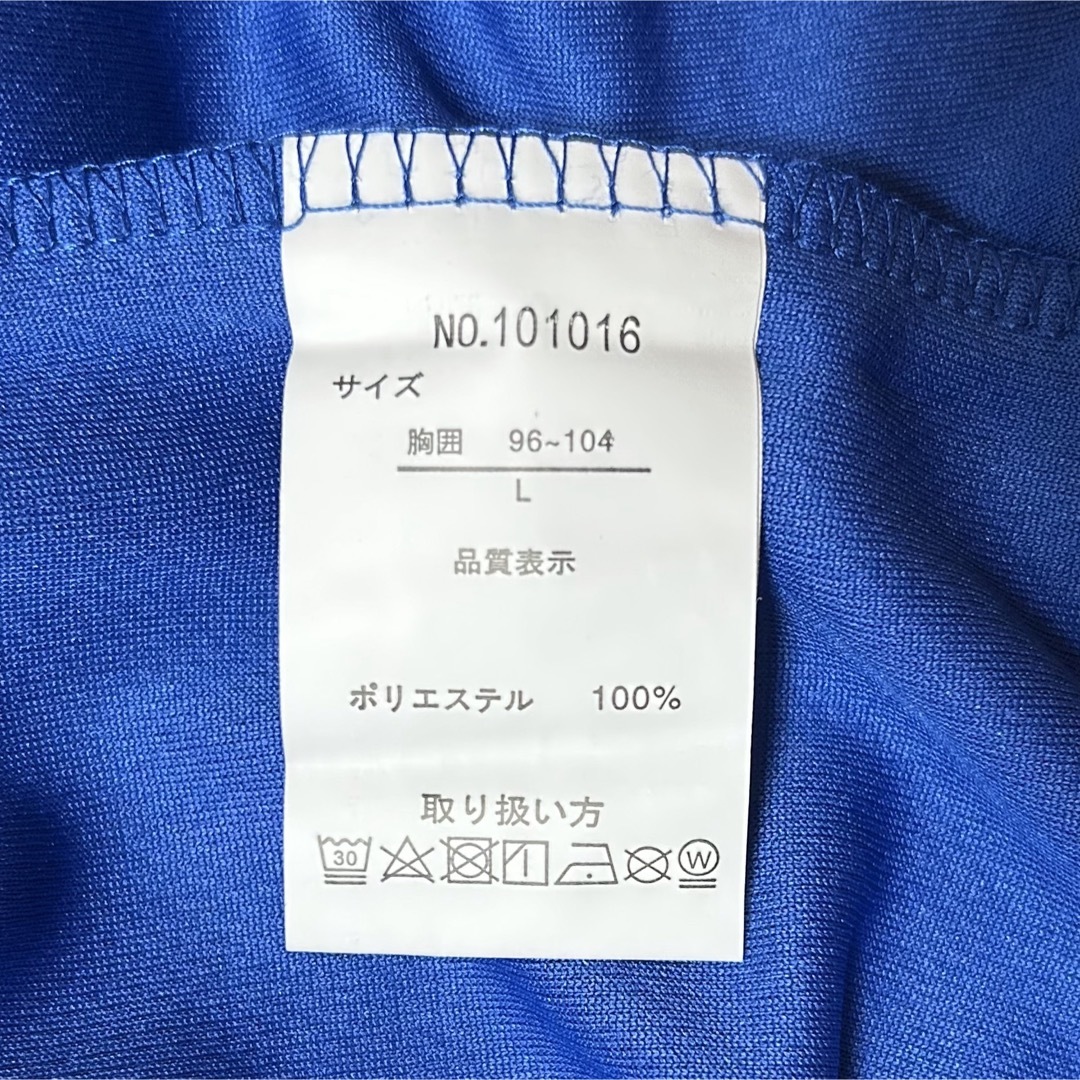 NO.101016
サイズ
胸囲 96~104
L
品質表示
ポリエステル 100%
取り扱い方
30 W